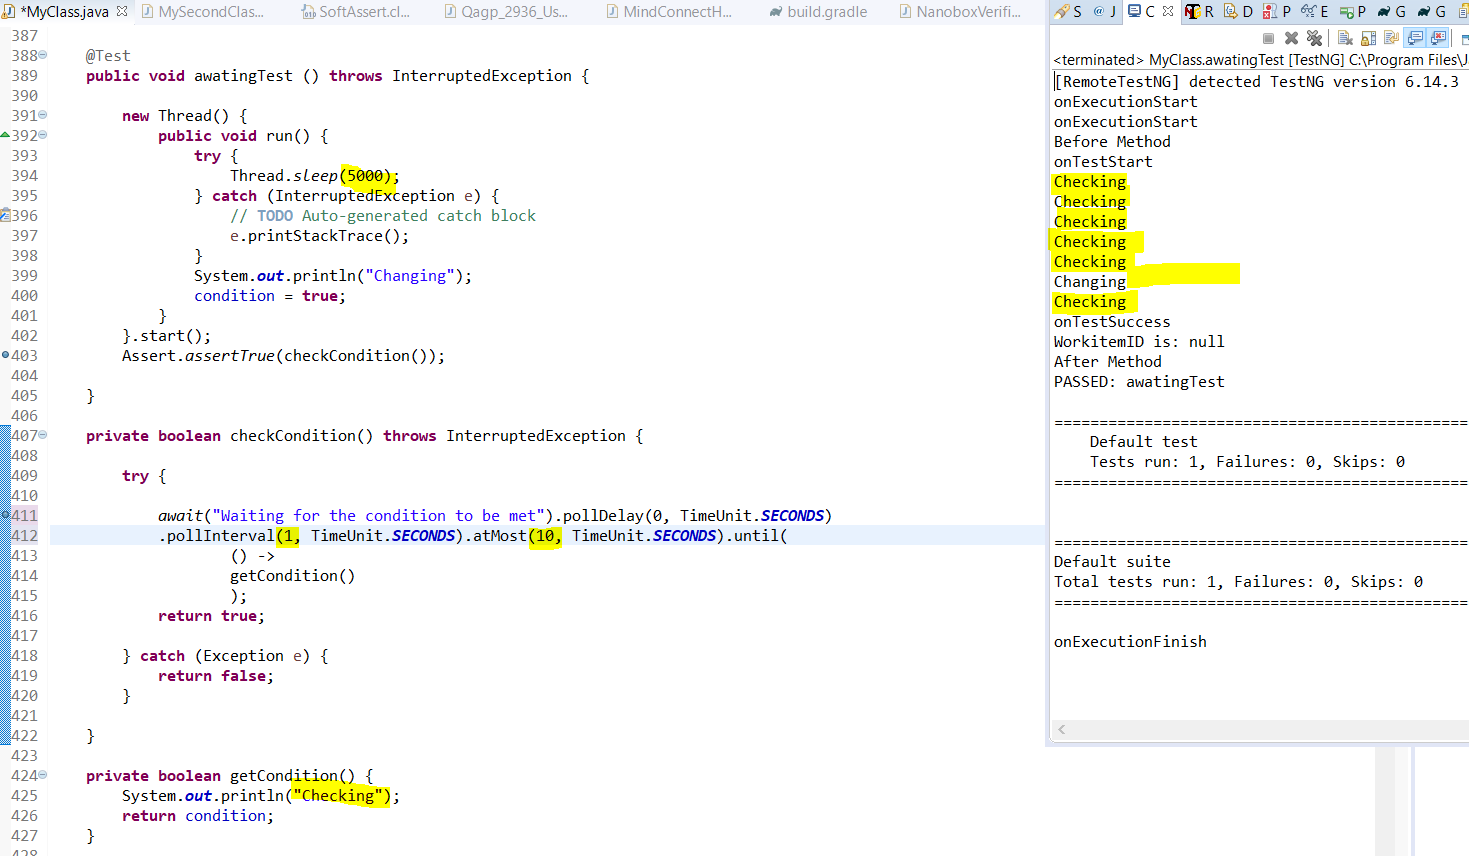 *MyClass.java
MySecondClas...
SoftAssert.cl...
Qagp_2936_Us...
MindConnectH...
build.gradle
NanoboxVerifi...
387
388 @Test
389 public void awatingTest () throws InterruptedException {
390
391 new Thread() {
392 public void run() {
393 try {
394 Thread.sleep(5000);
395 } catch (InterruptedException e) {
396 // TODO Auto-generated catch block
397 e.printStackTrace();
398 }
399 System.out.println("Changing");
400 condition = true;
401 }
402 }.start();
403 Assert.assertTrue(checkCondition());
404
405 }
406
407 private boolean checkCondition() throws InterruptedException {
408
409 try {
410
411 await("Waiting for the condition to be met").pollDelay(0, TimeUnit.SECONDS)
412 .pollInterval(1, TimeUnit.SECONDS).atMost(10, TimeUnit.SECONDS).until(
413 () ->
414 getCondition()
415 );
416 return true;
417
418 } catch (Exception e) {
419 return false;
420 }
421
422 }
423
424 private boolean getCondition() {
425 System.out.println("Checking");
426 return condition;
427 }
428
S @ J C R D P E P G G
<terminated> MyClass.awatingTest [TestNG] C:\Program Files\J
[RemoteTestNG] detected TestNG version 6.14.3
onExecutionStart
onExecutionStart
Before Method
onTestStart
Checking
Checking
Checking
Checking
Checking
Changing
Checking
onTestSuccess
WorkitemID is: null
After Method
PASSED: awatingTest
==============================================
Default test
Tests run: 1, Failures: 0, Skips: 0
==============================================
==============================================
Default suite
Total tests run: 1, Failures: 0, Skips: 0
==============================================
onExecutionFinish